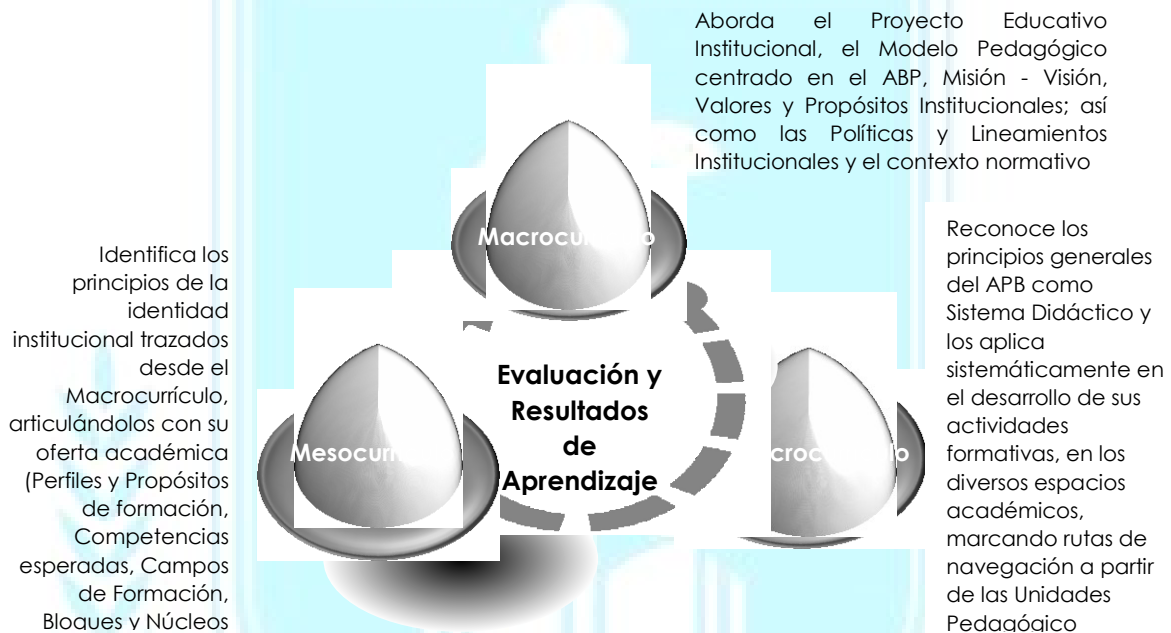 Aborda el Proyecto Educativo
Institucional, el Modelo Pedagógico
centrado en el ABP, Misión - Visión,
Valores y Propósitos Institucionales; así
como las Políticas y Lineamientos
Institucionales y el contexto normativo
Identifica los
principios de la
identidad
institucional trazados
desde el
Macrocurrículo,
articulándolos con su
oferta académica
(Perfiles y Propósitos
de formación,
Competencias
esperadas, Campos
de Formación,
Bloques y Núcleos
Evaluación y
Resultados
de
Aprendizaje
Reconoce los
principios generales
del APB como
Sistema Didáctico y
los aplica
sistemáticamente en
el desarrollo de sus
actividades
formativas, en los
diversos espacios
académicos,
marcando rutas de
navegación a partir
de las Unidades
Pedagógico